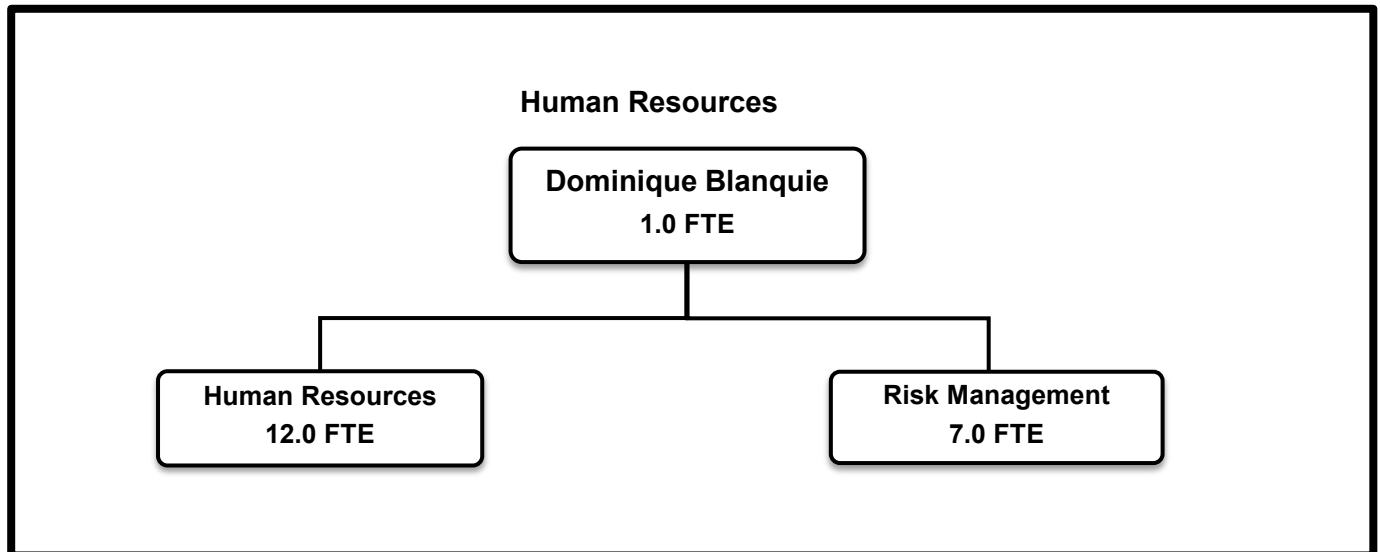 Human Resources
Dominique Blanquie
1.0 FTE
Human Resources
12.0 FTE
Risk Management
7.0 FTE